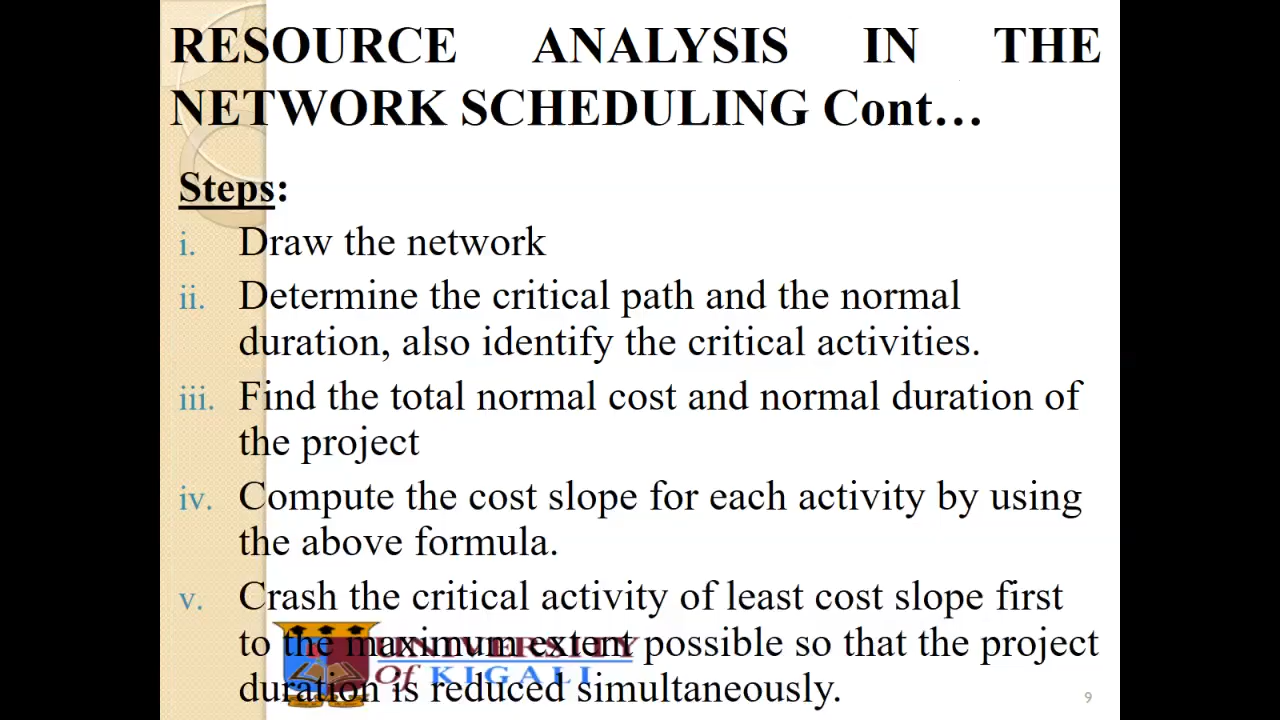 RESOURCE ANALYSIS IN THE
NETWORK SCHEDULING Cont…
Steps:
i. Draw the network
ii. Determine the critical path and the normal
duration, also identify the critical activities.
iii. Find the total normal cost and normal duration of
the project
iv. Compute the cost slope for each activity by using
the above formula.
v. Crash the critical activity of least cost slope first
to the maximum extent possible so that the project
duration is reduced simultaneously.
UNIVERSITY
Of KIGALI
9